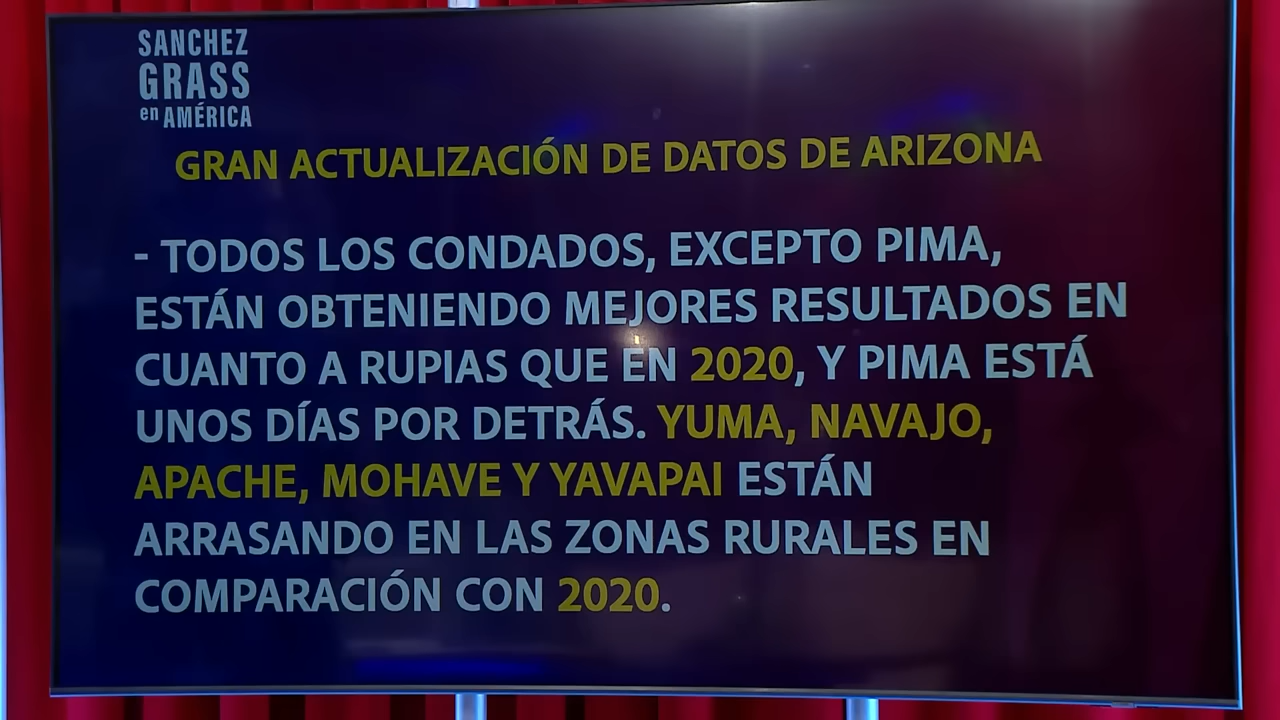 SANCHEZ
GRASS
en AMÉRICA
GRAN ACTUALIZACIÓN DE DATOS DE ARIZONA
- TODOS LOS CONDADOS, EXCEPTO PIMA,
ESTÁN OBTENIENDO MEJORES RESULTADOS EN
CUANTO A RUPIAS QUE EN 2020, Y PIMA ESTÁ
UNOS DÍAS POR DETRÁS. YUMA, NAVAJO,
APACHE, MOHAVE Y YAVAPAI ESTÁN
ARRASANDO EN LAS ZONAS RURALES EN
COMPARACIÓN CON 2020.